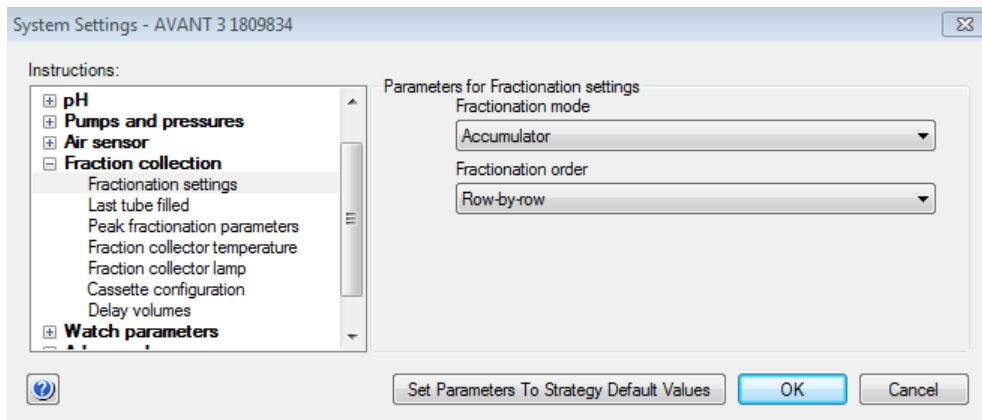 System Settings - AVANT 3 1809834
Instructions:
pH
Pumps and pressures
Air sensor
Fraction collection
Fractionation settings
Last tube filled
Peak fractionation parameters
Fraction collector temperature
Fraction collector lamp
Cassette configuration
Delay volumes
Watch parameters
Parameters for Fractionation settings
Fractionation mode
Accumulator
Fractionation order
Row-by-row
Set Parameters To Strategy Default Values
OK
Cancel